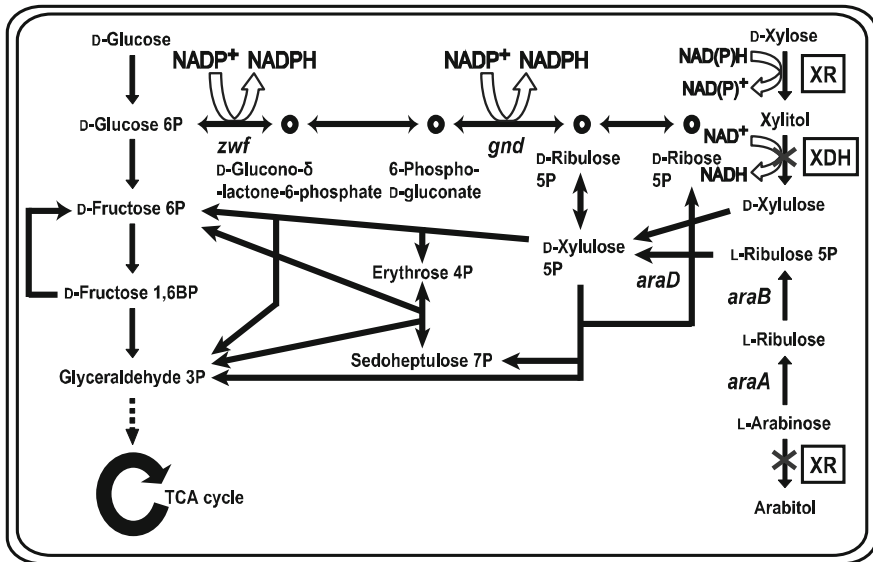 D-Glucose
NADP+ NADPH
NADP+ NADPH
D-Xylose
NAD(P)H
XR
NAD(P)+
D-Glucose 6P
Xylitol
zwf
gnd
NAD+
D-Glucono-δ
-lactone-6-phosphate
6-Phospho-
D-gluconate
D-Ribulose
5P
D-Ribose
5P
XDH
NADH
D-Fructose 6P
D-Xylulose
D-Xylulose
5P
L-Ribulose 5P
Erythrose 4P
araD
D-Fructose 1,6BP
araB
L-Ribulose
Sedoheptulose 7P
Glyceraldehyde 3P
araA
L-Arabinose
XR
TCA cycle
Arabitol